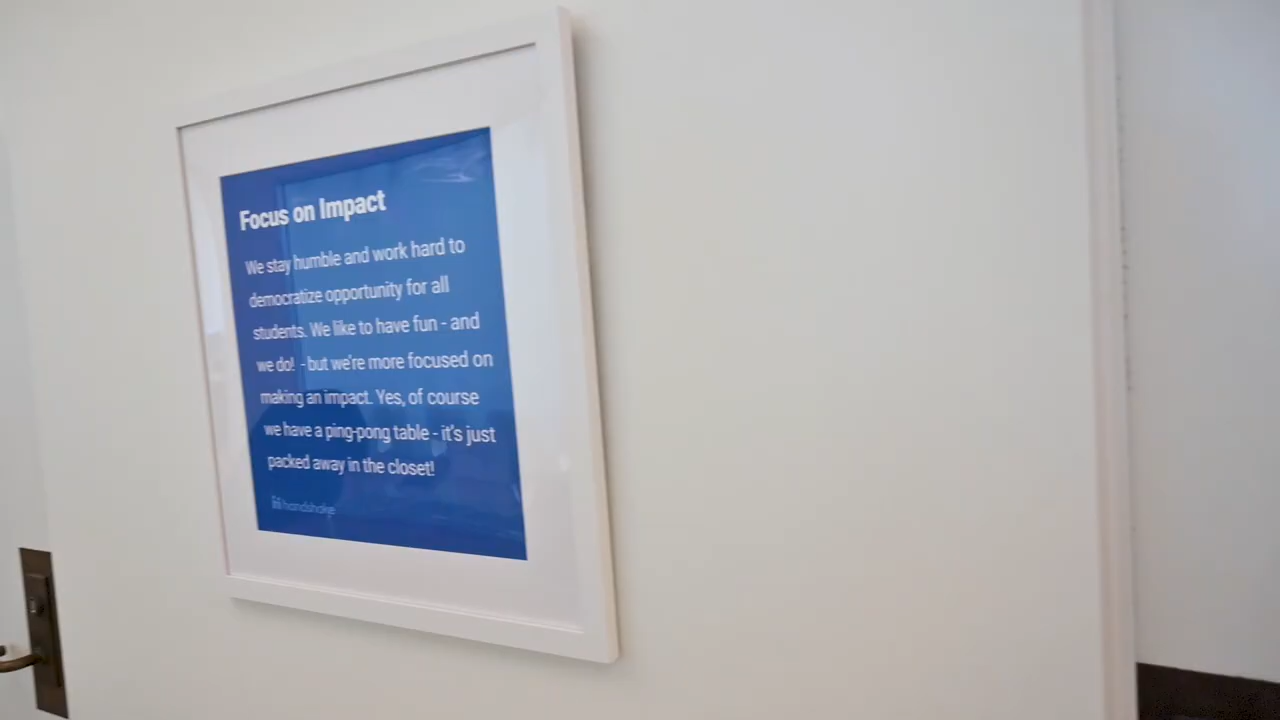 Focus on Impact
We stay humble and work hard to
democratize opportunity for all
students. We like to have fun - and
we do! - but we're more focused on
making an impact. Yes, of course
we have a ping-pong table - it's just
packed away in the closet!
handshake